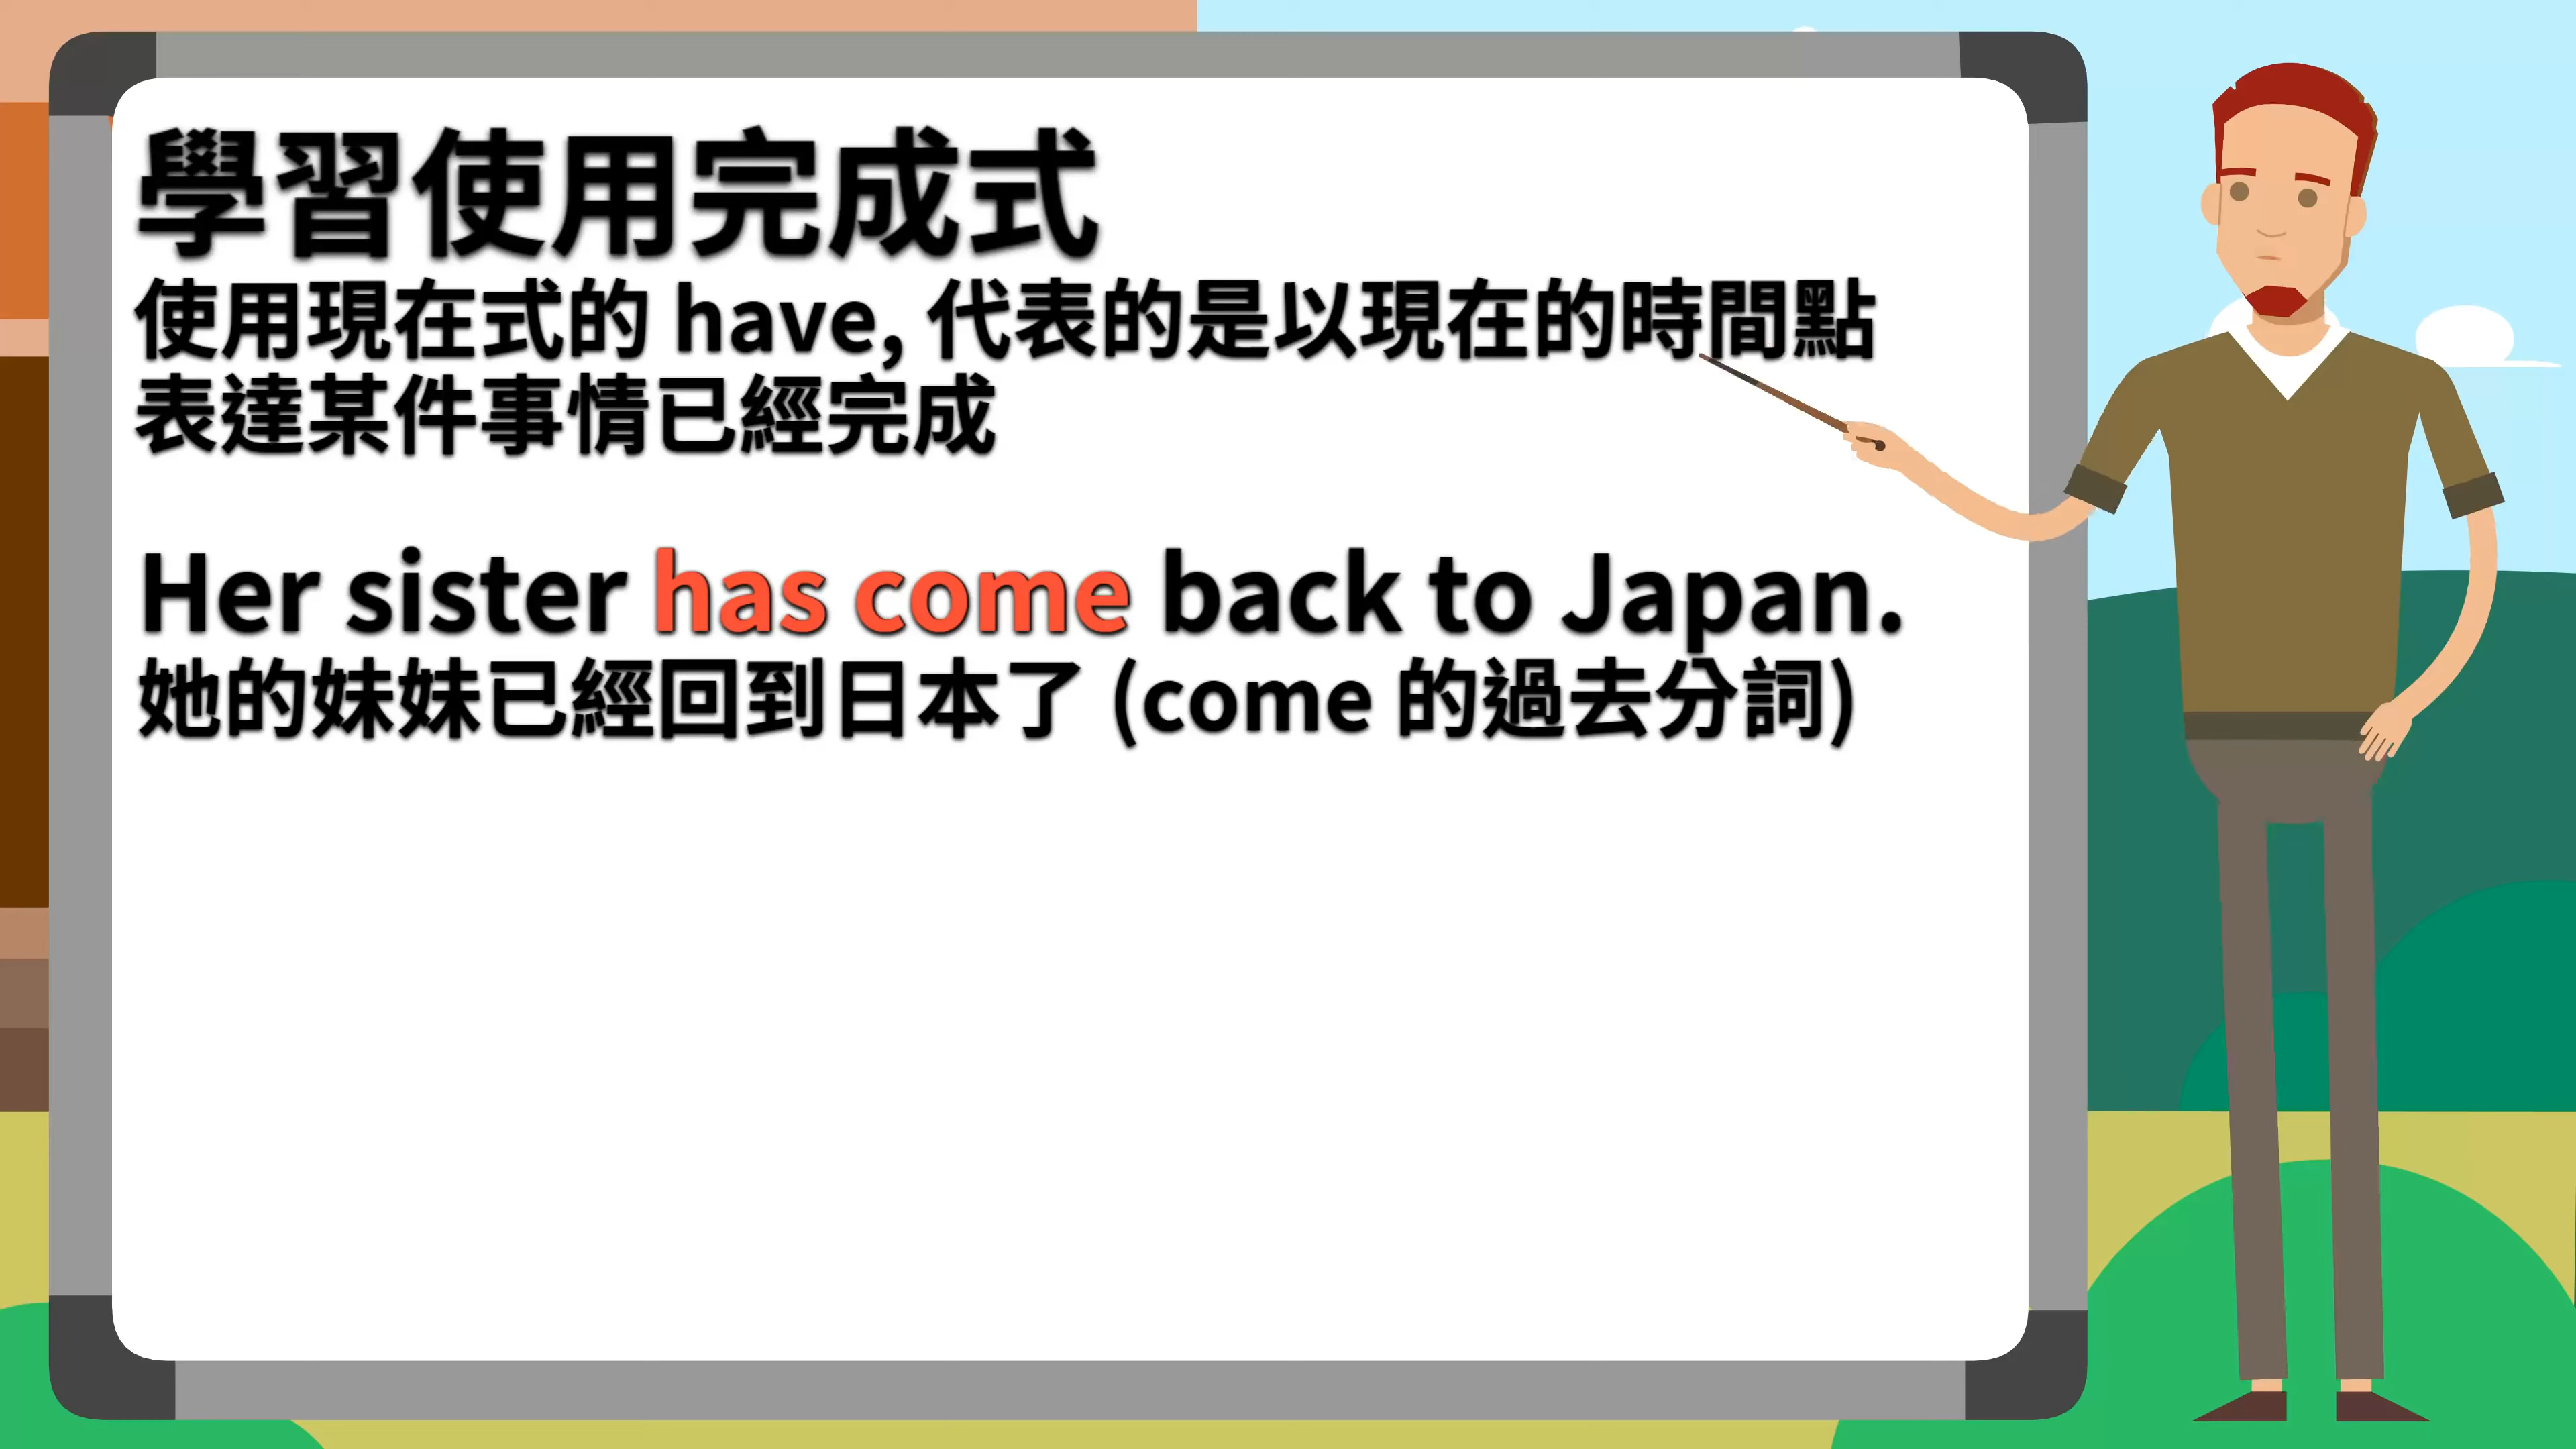 學習使用完成式
使用現在式的 have, 代表的是以現在的時間點
表達某件事情已經完成
Her sister has come back to Japan.
她的妹妹已經回到日本了 (come 的過去分詞)